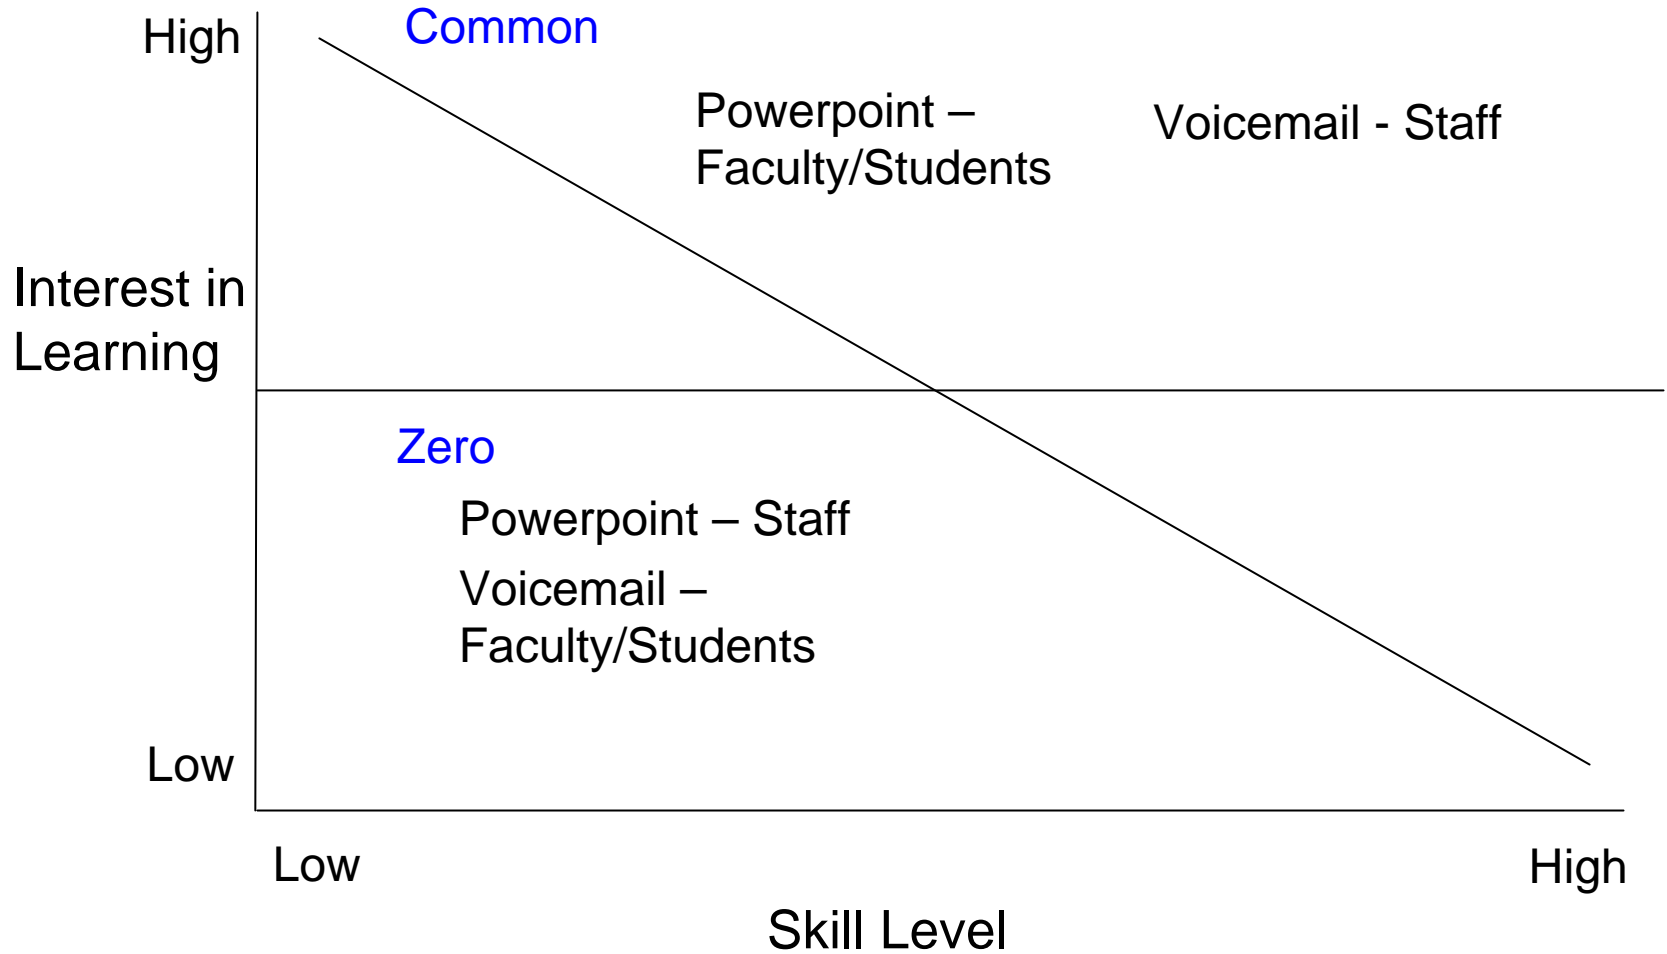 Common
High
Powerpoint –
Faculty/Students
Voicemail - Staff
Interest in
Learning
Zero
Powerpoint – Staff
Voicemail –
Faculty/Students
Low
Low
High
Skill Level